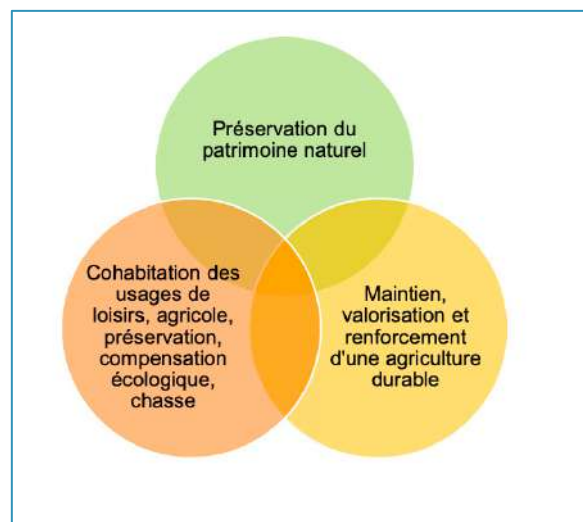 Préservation du
patrimoine naturel
Cohabitation des
usages de
loisirs, agricole,
préservation,
compensation
écologique,
chasse
Maintien,
valorisation et
renforcement
d'une agriculture
durable